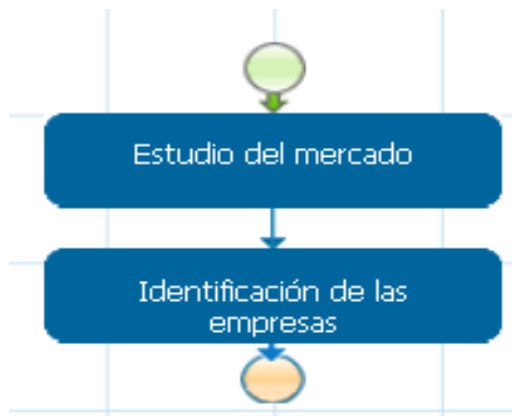 Estudio del mercado
Identificación de las
empresas